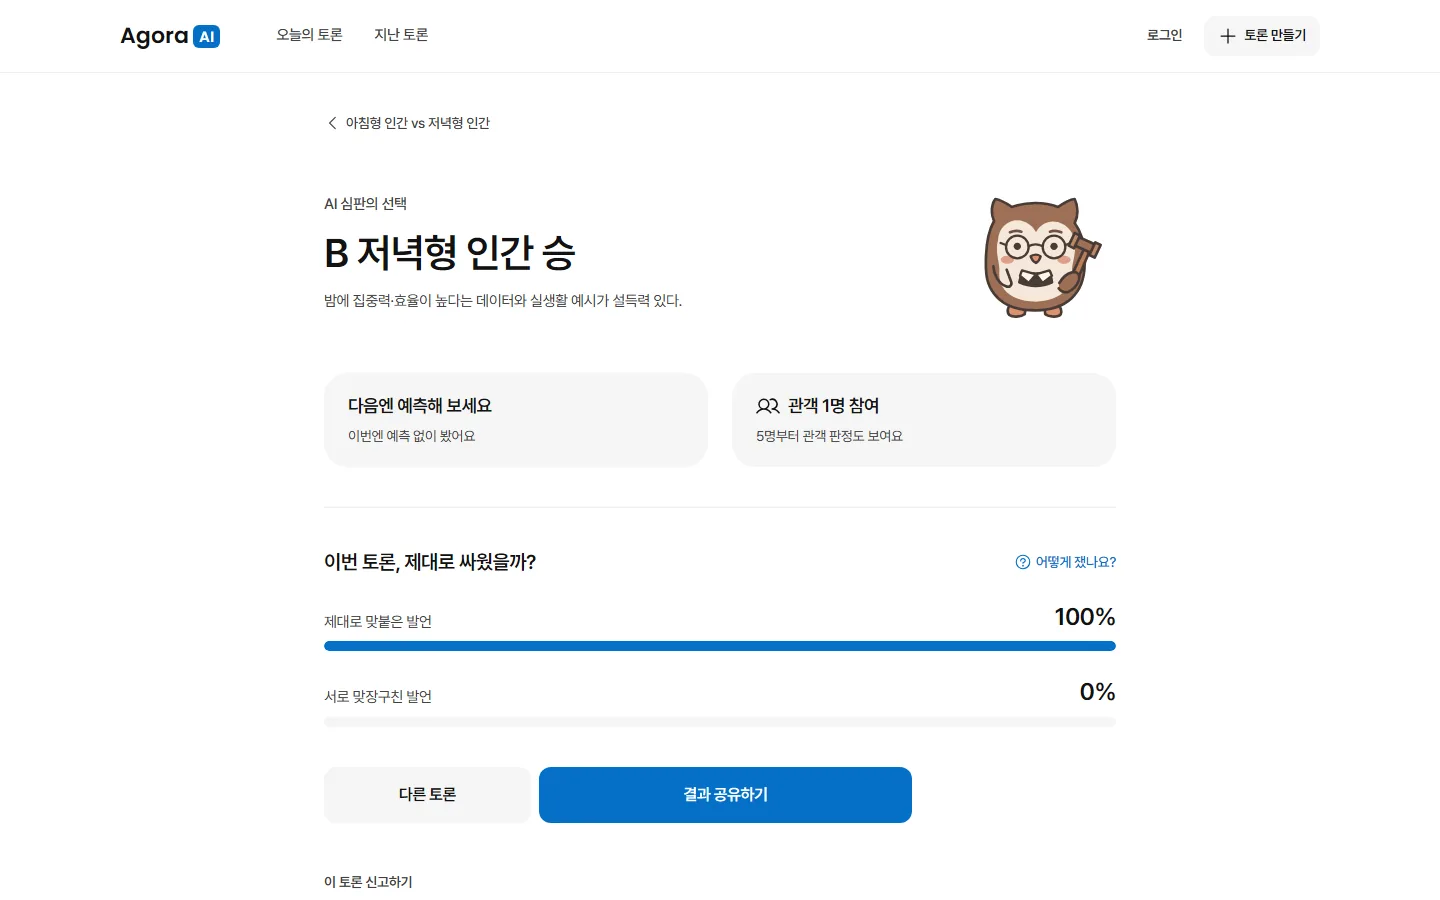 Agora AI
오늘의 토론
지난 토론
로그인
토론 만들기
아침형 인간 vs 저녁형 인간
AI 심판의 선택
B 저녁형 인간 승
밤에 집중력·효율이 높다는 데이터와 실생활 예시가 설득력 있다.
다음엔 예측해 보세요
이번엔 예측 없이 봤어요
관객 1명 참여
5명부터 관객 판정도 보여요
이번 토론, 제대로 싸웠을까?
어떻게 쟀나요?
제대로 맞붙은 발언
100%
서로 맞장구친 발언
0%
다른 토론
결과 공유하기
이 토론 신고하기